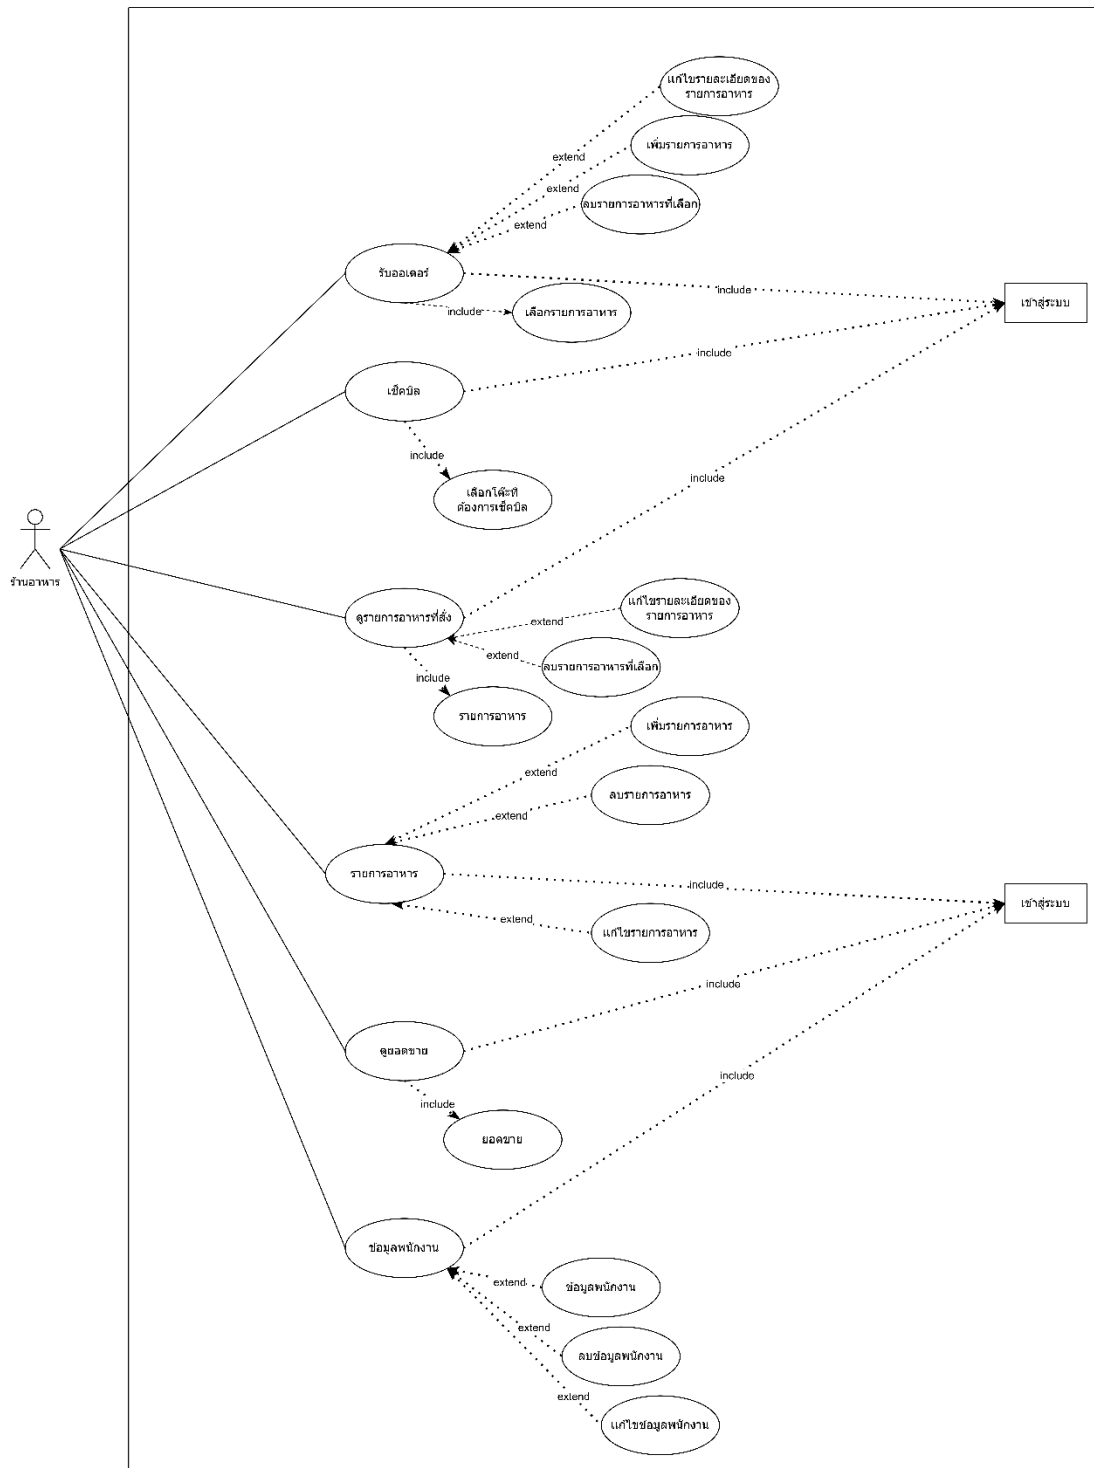 แก้ไขรายละเอียดของ
รายการอาหาร
extend
เพิ่มรายการอาหาร
extend
ลบรายการอาหารที่เลือก
extend
รับออเดอร์
include
เข้าสู่ระบบ
include
เลือกรายการอาหาร
include
เช็คบิล
include
เลือกโต๊ะที่
ต้องการเช็คบิล
include
ร้านอาหาร
ดูรายการอาหารที่สั่ง
แก้ไขรายละเอียดของ
รายการอาหาร
extend
extend
ลบรายการอาหารที่เลือก
include
รายการอาหาร
เพิ่มรายการอาหาร
extend
ลบรายการอาหาร
extend
รายการอาหาร
include
เข้าสู่ระบบ
extend
แก้ไขรายการอาหาร
include
ดูยอดขาย
include
include
ยอดขาย
ข้อมูลพนักงาน
extend
ข้อมูลพนักงาน
extend
ลบข้อมูลพนักงาน
extend
แก้ไขข้อมูลพนักงาน